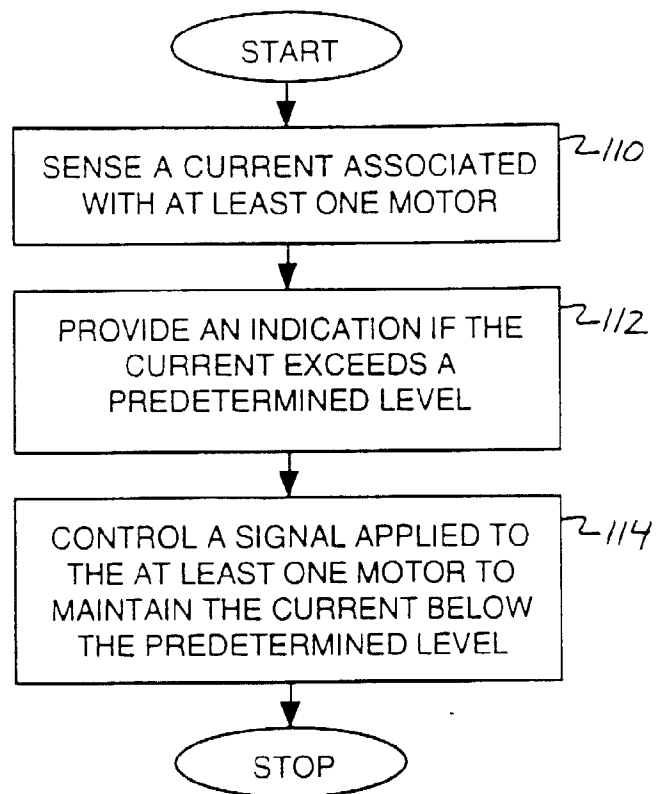 START
SENSE A CURRENT ASSOCIATED
WITH AT LEAST ONE MOTOR
110
PROVIDE AN INDICATION IF THE
CURRENT EXCEEDS A
PREDETERMINED LEVEL
112
CONTROL A SIGNAL APPLIED TO
THE AT LEAST ONE MOTOR TO
MAINTAIN THE CURRENT BELOW
THE PREDETERMINED LEVEL
114
STOP